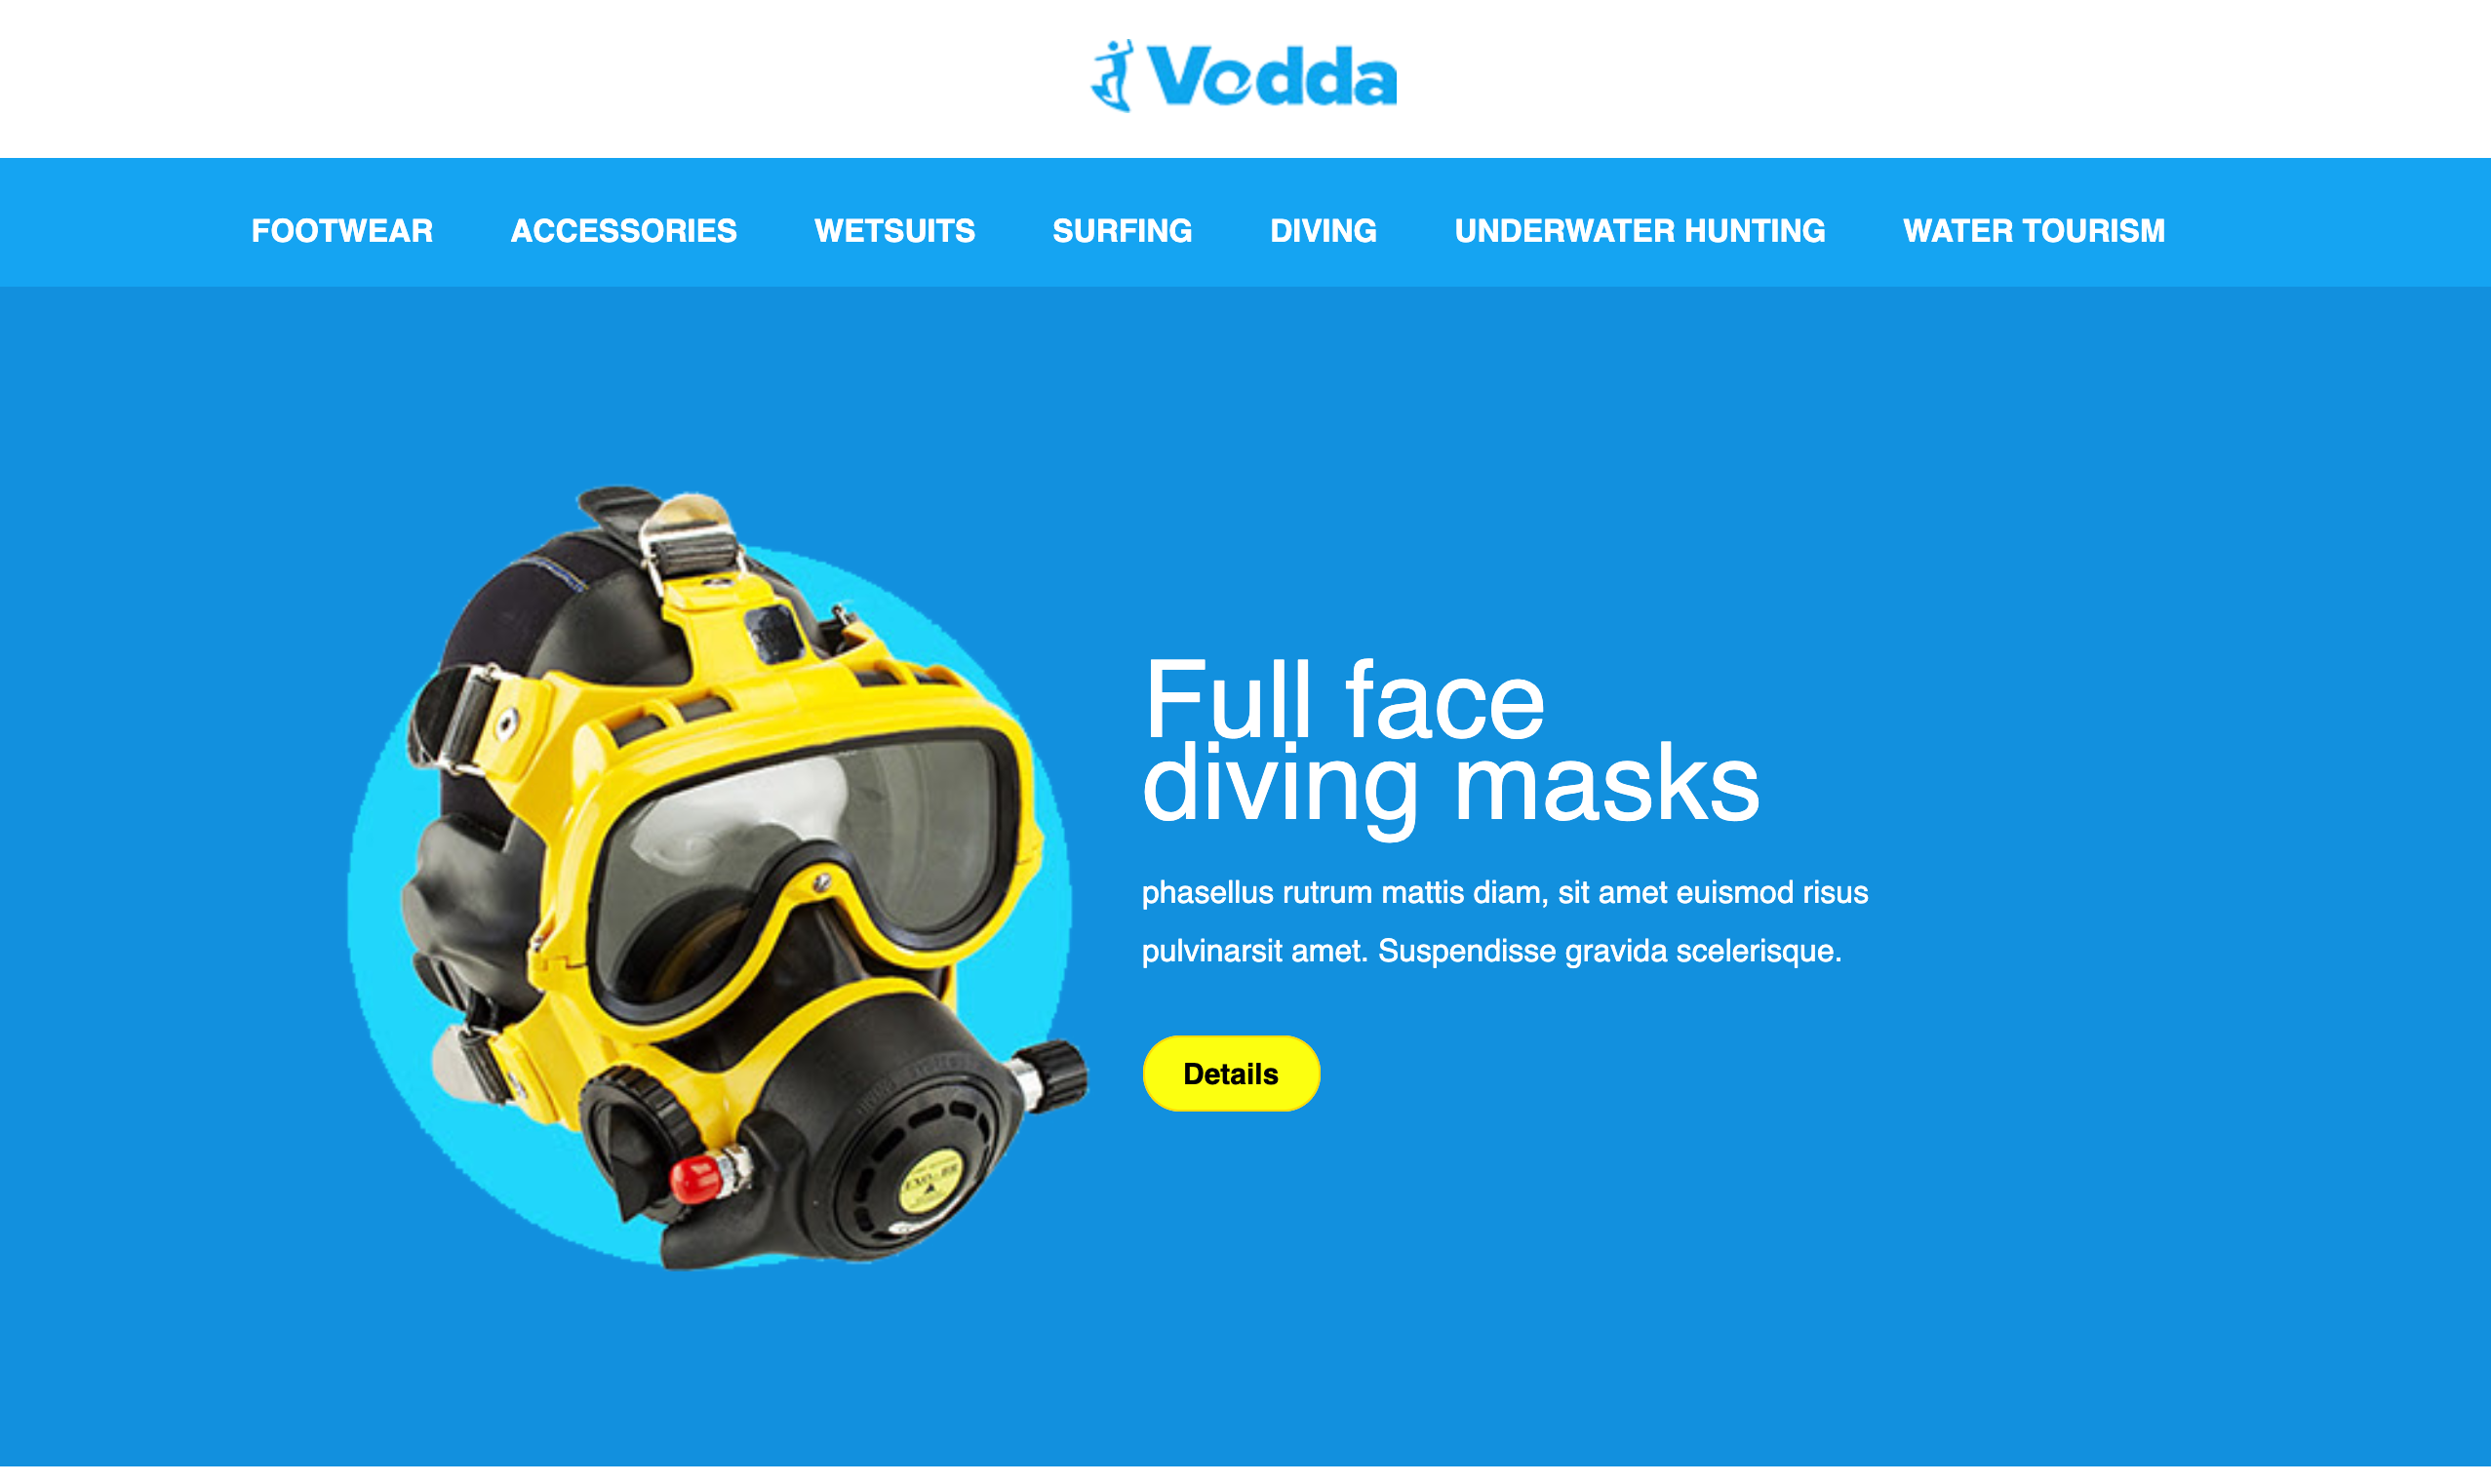 Vodda
FOOTWEAR ACCESSORIES WETSUITS SURFING DIVING UNDERWATER HUNTING WATER TOURISM
Full face
diving masks
phasellus rutrum mattis diam, sit amet euismod risus
pulvinarsit amet. Suspendisse gravida scelerisque.
Details